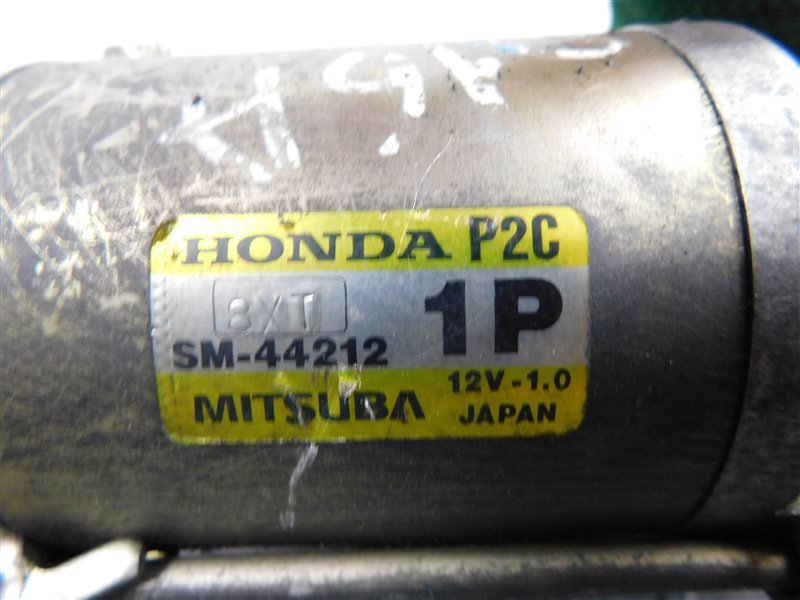 HONDA P2C
8XT 1P
SM-44212
12V-1.0
MITSUBA JAPAN